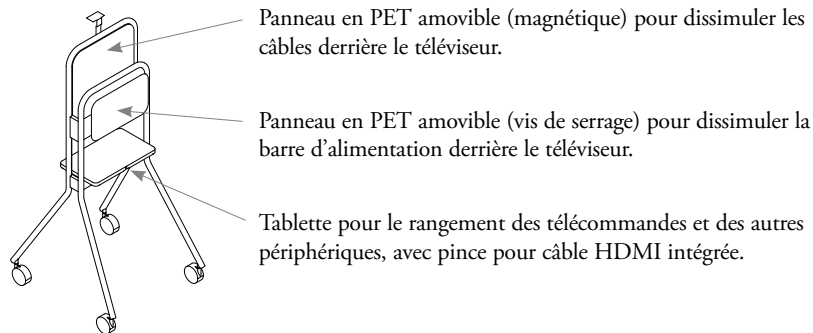 Panneau en PET amovible (magnétique) pour dissimuler les
câbles derrière le téléviseur.
Panneau en PET amovible (vis de serrage) pour dissimuler la
barre d’alimentation derrière le téléviseur.
Tablette pour le rangement des télécommandes et des autres
périphériques, avec pince pour câble HDMI intégrée.